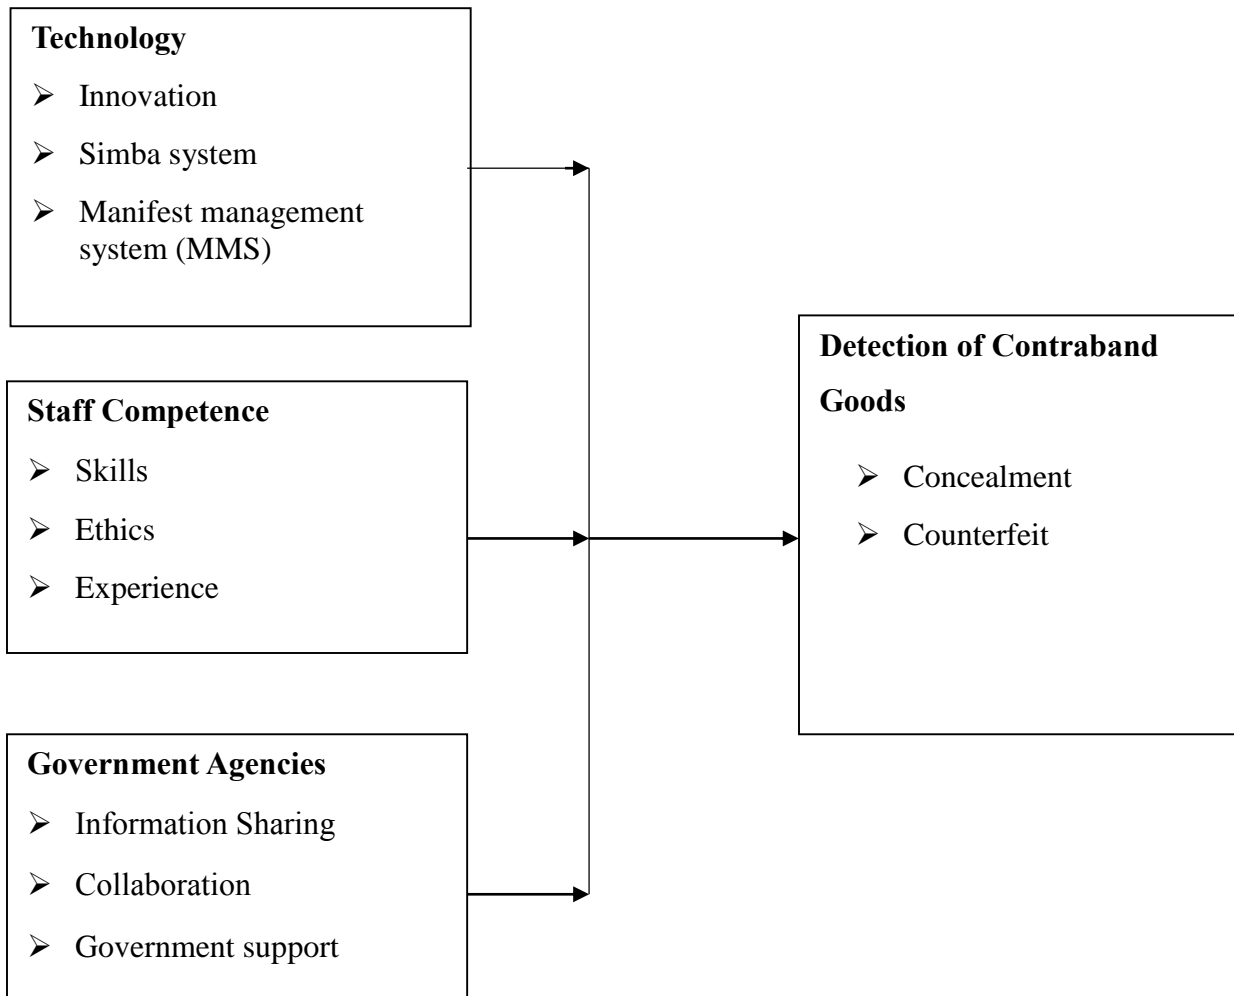 Technology
➢ Innovation
➢ Simba system
➢ Manifest management
system (MMS)
Staff Competence
➢ Skills
➢ Ethics
➢ Experience
Government Agencies
➢ Information Sharing
➢ Collaboration
➢ Government support
Detection of Contraband
Goods
➢ Concealment
➢ Counterfeit